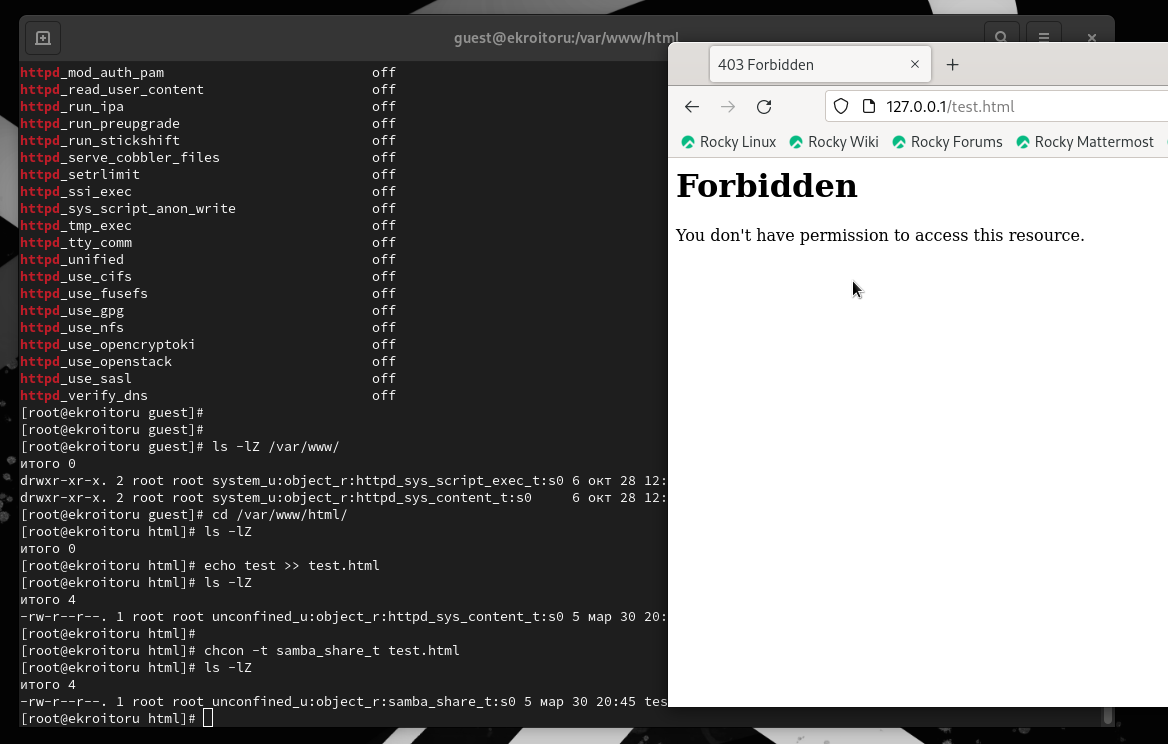 guest@ekroitoru:/var/www/html
httpd_mod_auth_pam off
httpd_read_user_content off
httpd_run_ipa off
httpd_run_preupgrade off
httpd_run_stickshift off
httpd_serve_cobbler_files off
httpd_setrlimit off
httpd_ssi_exec off
httpd_sys_script_anon_write off
httpd_tmp_exec off
httpd_tty_comm off
httpd_unified off
httpd_use_cifs off
httpd_use_fusefs off
httpd_use_gpg off
httpd_use_nfs off
httpd_use_opencryptoki off
httpd_use_openstack off
httpd_use_sasl off
httpd_verify_dns off
[root@ekroitoru guest]#
[root@ekroitoru guest]#
[root@ekroitoru guest]# ls -lZ /var/www/
итого 0
drwxr-xr-x. 2 root root system_u:object_r:httpd_sys_script_exec_t:s0 6 окт 28 12:
drwxr-xr-x. 2 root root system_u:object_r:httpd_sys_content_t:s0 6 окт 28 12:
[root@ekroitoru guest]# cd /var/www/html/
[root@ekroitoru html]# ls -lZ
итого 0
[root@ekroitoru html]# echo test >> test.html
[root@ekroitoru html]# ls -lZ
итого 4
-rw-r--r--. 1 root root unconfined_u:object_r:httpd_sys_content_t:s0 5 мар 30 20:
[root@ekroitoru html]#
[root@ekroitoru html]# chcon -t samba_share_t test.html
[root@ekroitoru html]# ls -lZ
итого 4
-rw-r--r--. 1 root root unconfined_u:object_r:samba_share_t:s0 5 мар 30 20:45 tes
[root@ekroitoru html]#
403 Forbidden
127.0.0.1/test.html
Rocky Linux Rocky Wiki Rocky Forums Rocky Mattermost
Forbidden
You don't have permission to access this resource.